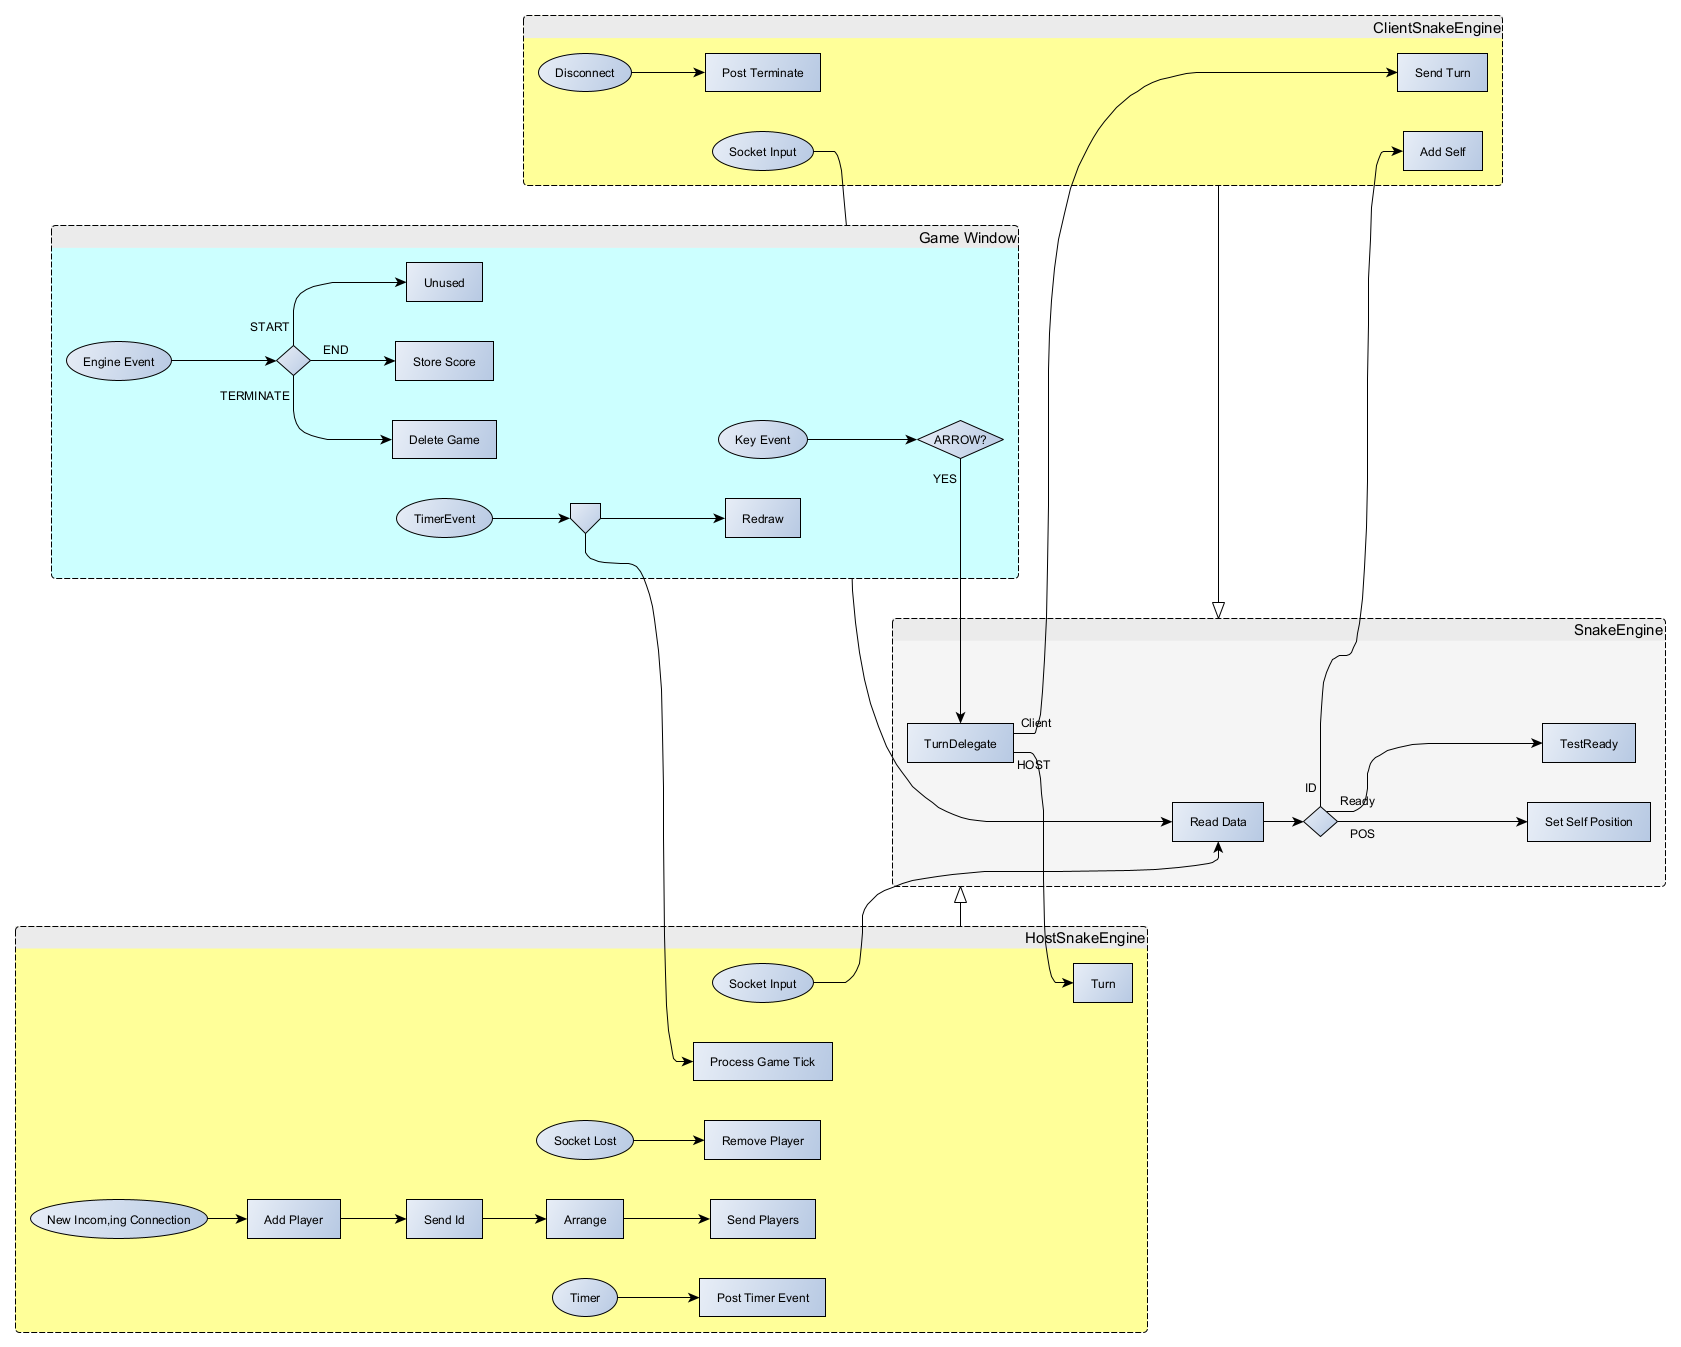 ClientSnakeEngine
Disconnect
Post Terminate
Send Turn
Socket Input
Add Self
Game Window
Unused
START
END
Engine Event
Store Score
TERMINATE
Delete Game
Key Event
ARROW?
YES
TimerEvent
Redraw
SnakeEngine
Client
TurnDelegate
TestReady
HOST
ID
Ready
Read Data
Set Self Position
POS
HostSnakeEngine
Socket Input
Turn
Process Game Tick
Socket Lost
Remove Player
New Incom,ing Connection
Add Player
Send Id
Arrange
Send Players
Timer
Post Timer Event